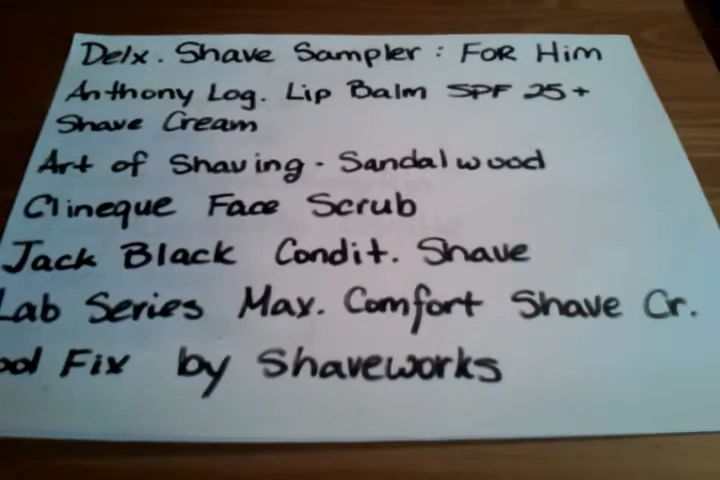 Delx. Shave Sampler : FOR Him
Anthony Log. Lip Balm SPF 25+
Shave Cream
Art of Shaving - Sandalwood
Clineque Face Scrub
Jack Black Condit. Shave
Lab Series Max. Comfort Shave Cr.
ool Fix by Shaveworks